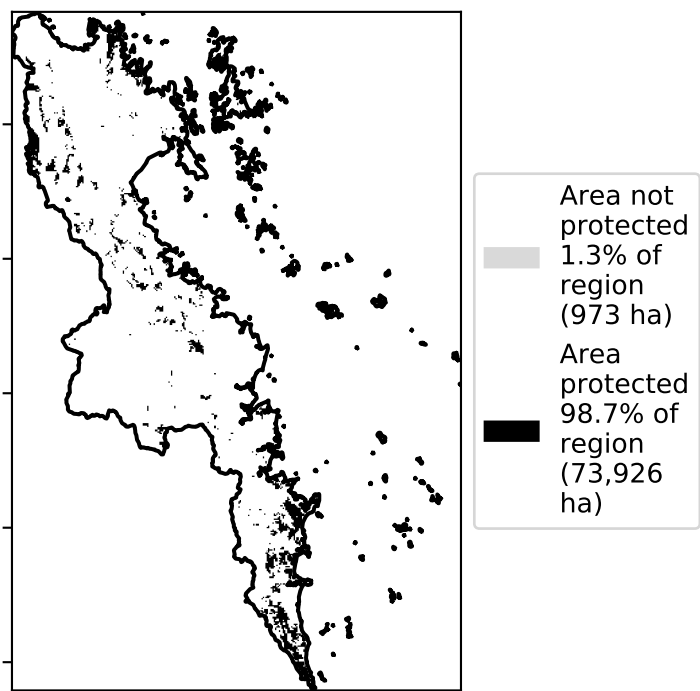 Area not
protected
1.3% of
region
(973 ha)
Area
protected
98.7% of
region
(73,926
ha)